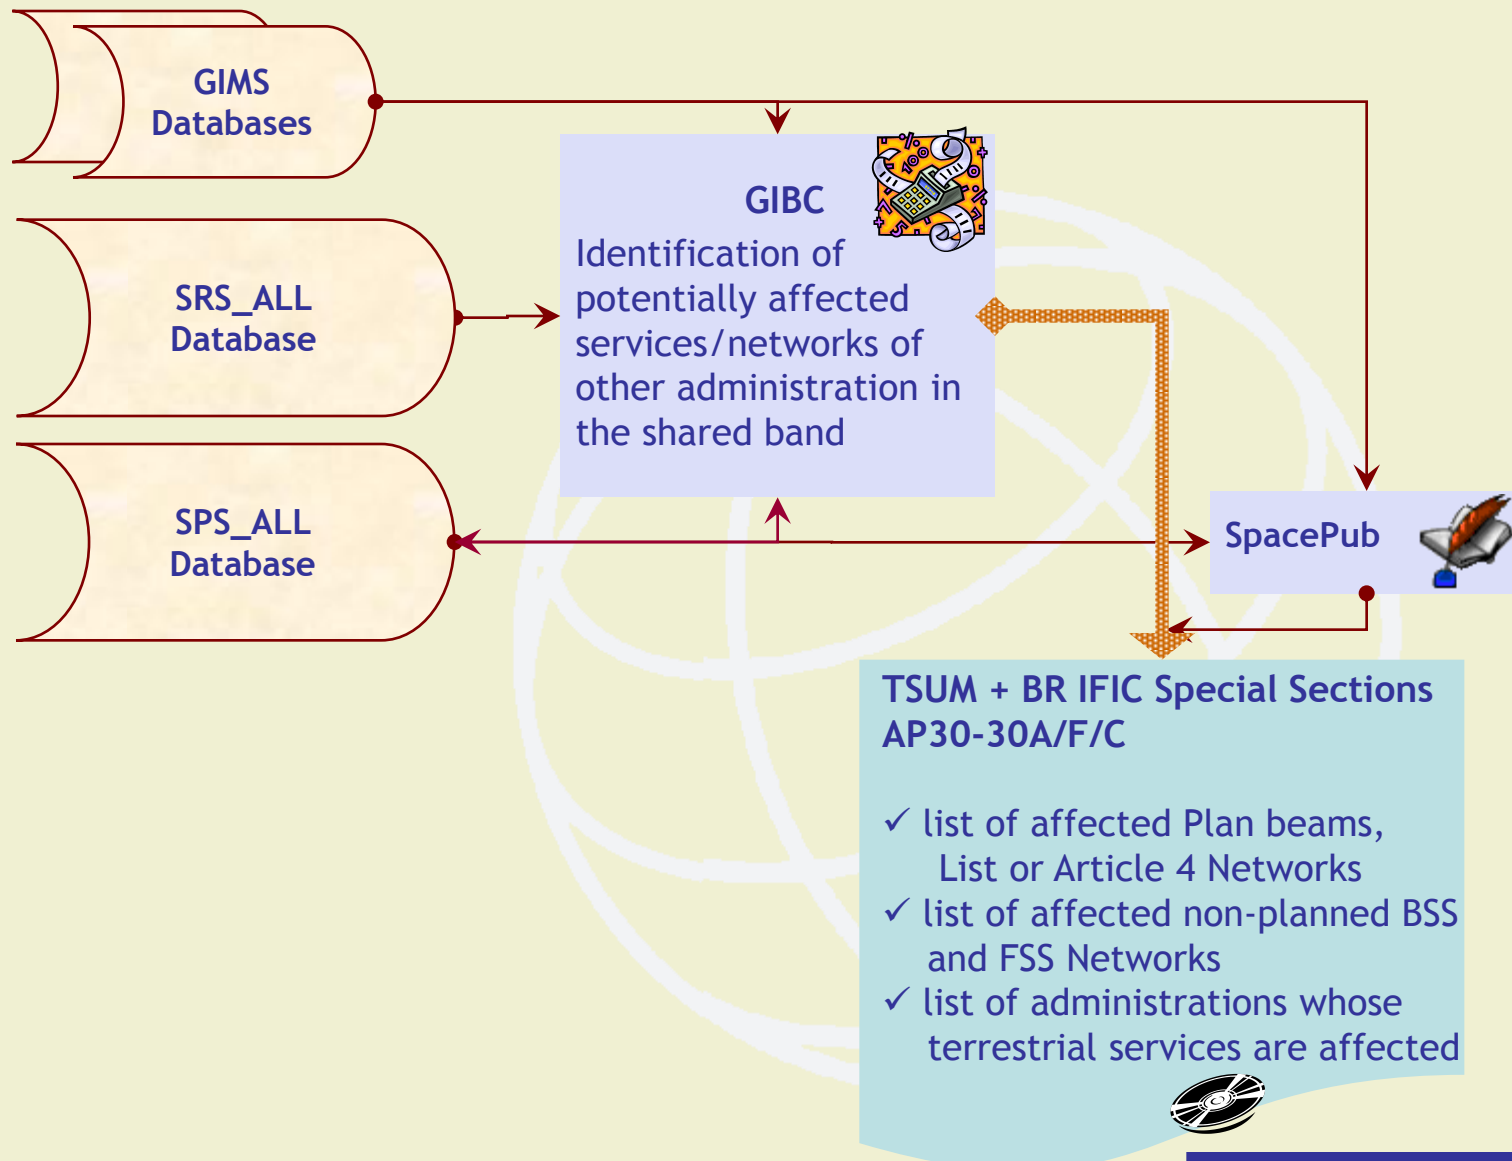 GIMS
Databases
GIBC
Identification of
potentially affected
services/networks of
other administration in
the shared band
SRS_ALL
Database
SPS_ALL
Database
SpacePub
TSUM + BR IFIC Special Sections
AP30-30A/F/C
✓ list of affected Plan beams,
List or Article 4 Networks
✓ list of affected non-planned BSS
and FSS Networks
✓ list of administrations whose
terrestrial services are affected